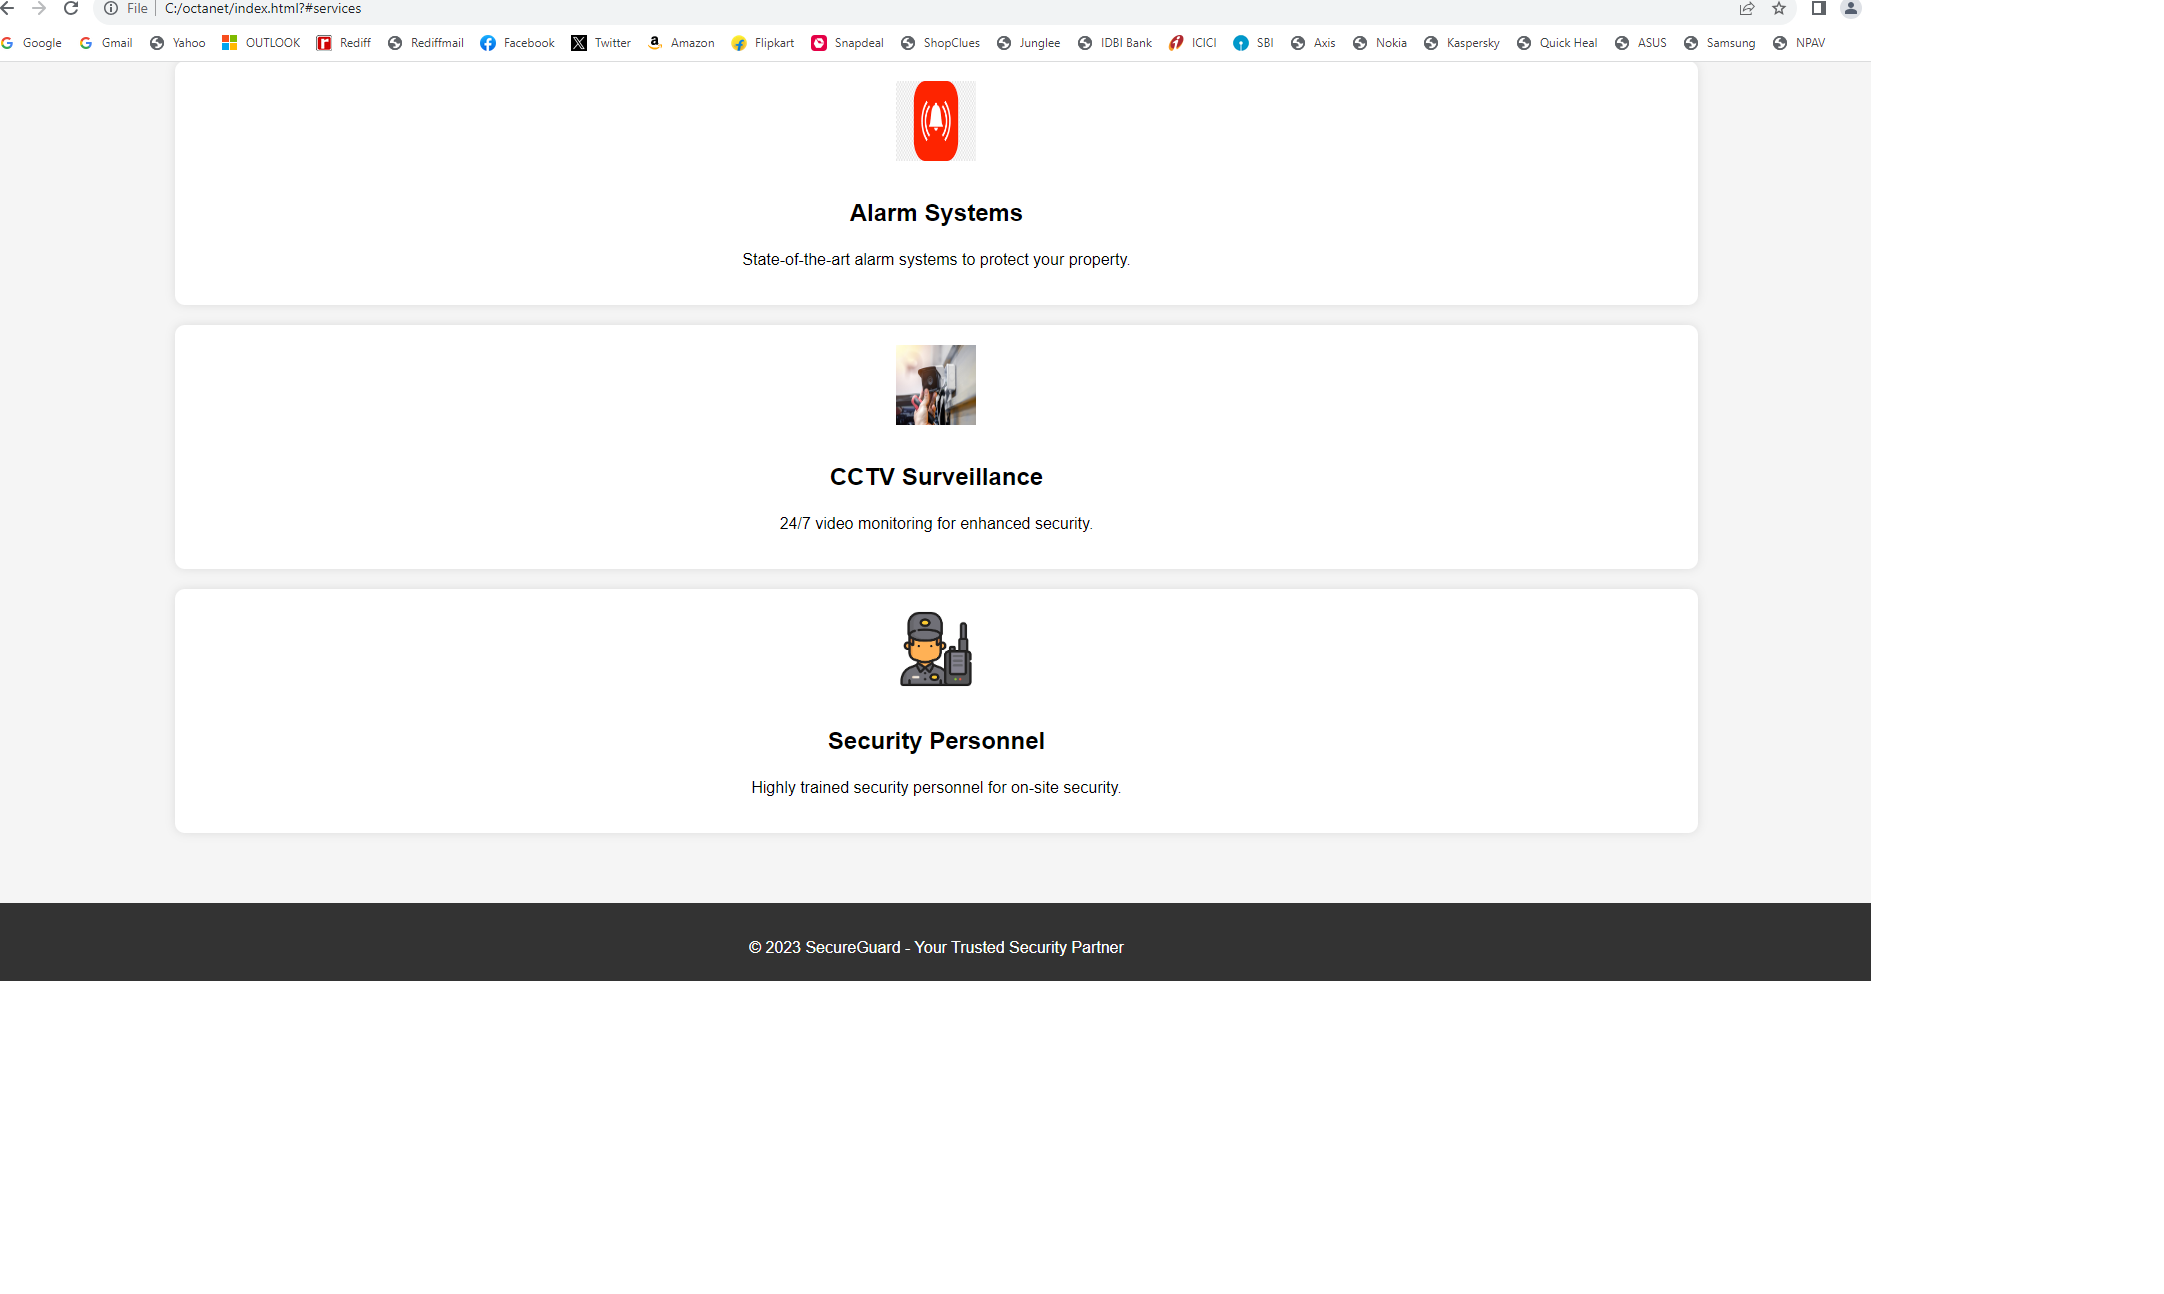 File C:/octanet/index.html?#services
Google Gmail Yahoo OUTLOOK Rediff Rediffmail Facebook Twitter Amazon Flipkart Snapdeal ShopClues Junglee IDBI Bank ICICI SBI Axis Nokia Kaspersky Quick Heal ASUS Samsung NPAV
Alarm Systems
State-of-the-art alarm systems to protect your property.
CCTV Surveillance
24/7 video monitoring for enhanced security.
Security Personnel
Highly trained security personnel for on-site security.
© 2023 SecureGuard - Your Trusted Security Partner